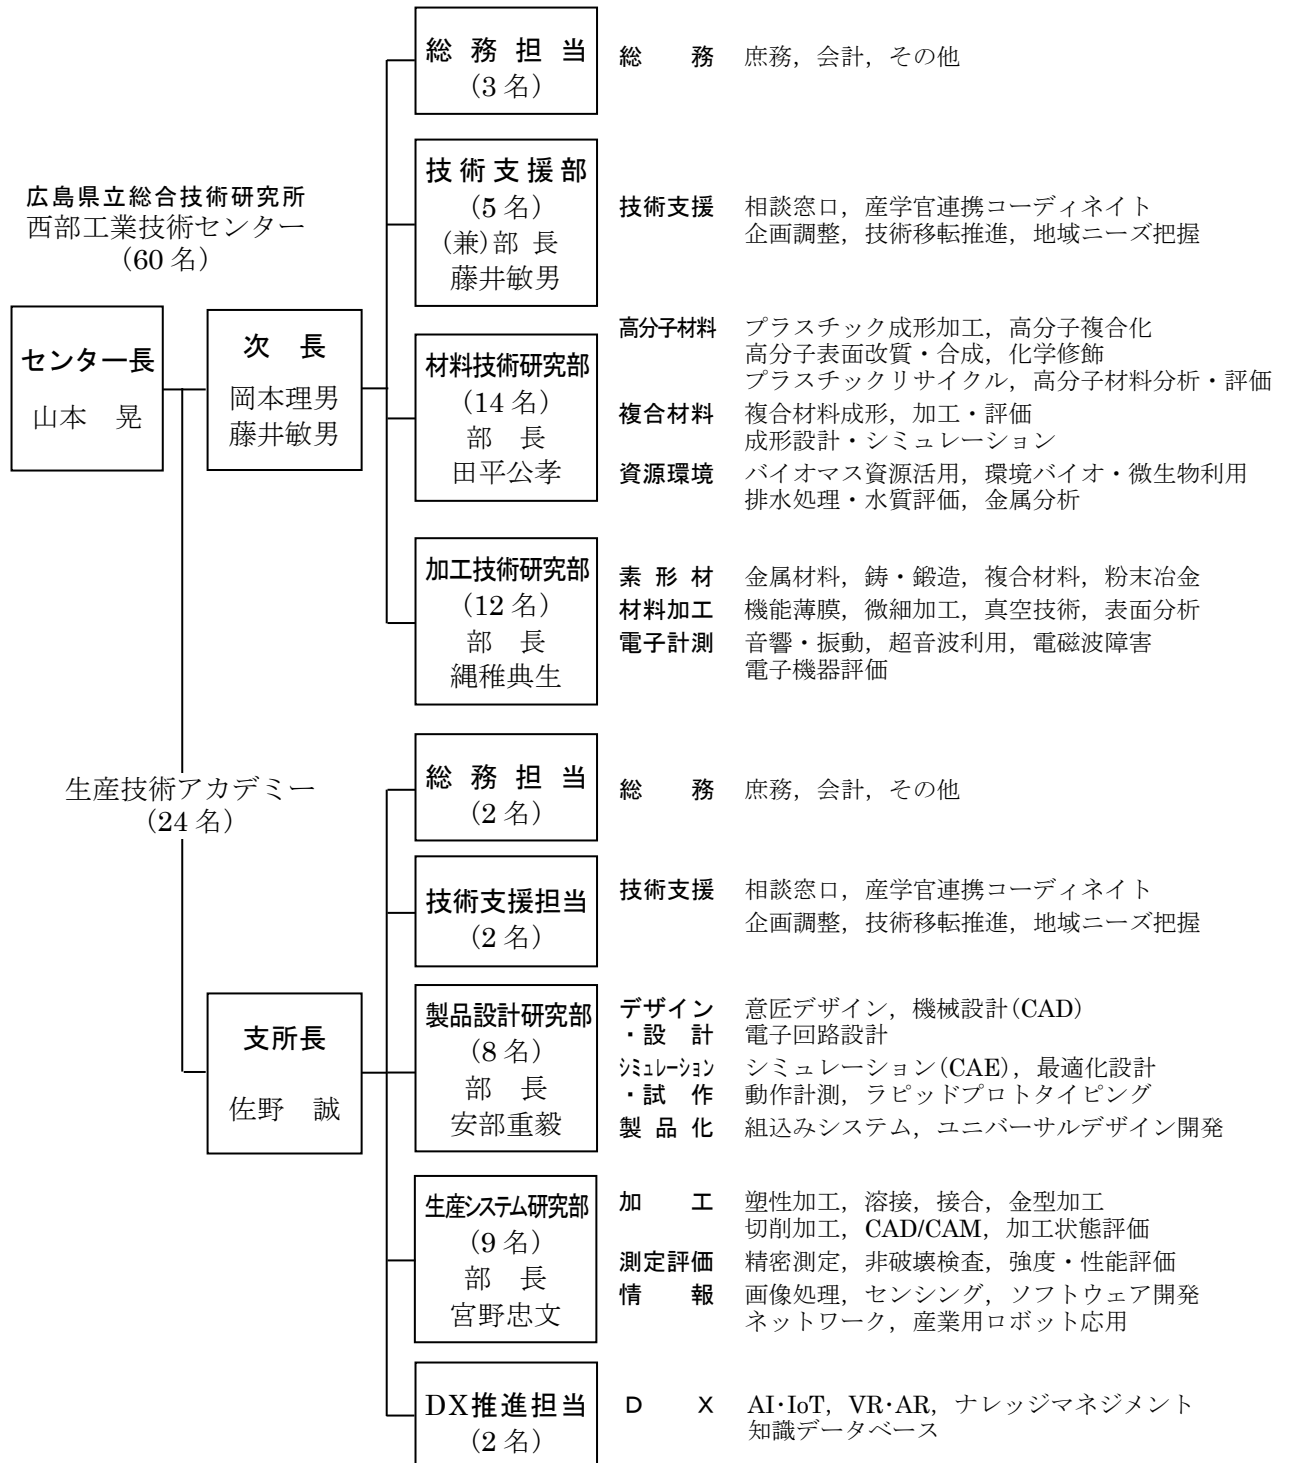 広島県立総合技術研究所
西部工業技術センター
(60 名)
センター長
山本　晃
次　長
岡本理男
藤井敏男
総 務 担 当
(3 名)
総　　務　庶務，会計，その他
技 術 支 援 部
(5 名)
(兼)部 長
藤井敏男
技術支援　相談窓口，産学官連携コーディネイト
企画調整，技術移転推進，地域ニーズ把握
材料技術研究部
(14 名)
部　長
田平公孝
高分子材料　プラスチック成形加工，高分子複合化
高分子表面改質・合成，化学修飾
プラスチックリサイクル，高分子材料分析・評価
複合材料　複合材料成形，加工・評価
成形設計・シミュレーション
資源環境　バイオマス資源活用，環境バイオ・微生物利用
排水処理・水質評価，金属分析
加工技術研究部
(12 名)
部　長
縄稚典生
素 形 材　金属材料，鋳・鍛造，複合材料，粉末冶金
材料加工　機能薄膜，微細加工，真空技術，表面分析
電子計測　音響・振動，超音波利用，電磁波障害
電子機器評価
生産技術アカデミー
(24 名)
支所長
佐野　誠
総 務 担 当
(2 名)
総　　務　庶務，会計，その他
技術支援担当
(2 名)
技術支援　相談窓口，産学官連携コーディネイト
企画調整，技術移転推進，地域ニーズ把握
製品設計研究部
(8 名)
部　長
安部重毅
デザイン　意匠デザイン，機械設計(CAD)
・設　計　電子回路設計
ｼﾐｭﾚｰｼｮﾝ　シミュレーション(CAE)，最適化設計
・試　作　動作計測，ラピッドプロトタイピング
製 品 化　組込みシステム，ユニバーサルデザイン開発
生産システム研究部
(9 名)
部　長
宮野忠文
加　　工　塑性加工，溶接，接合，金型加工
切削加工，CAD/CAM，加工状態評価
測定評価　精密測定，非破壊検査，強度・性能評価
情　　報　画像処理，センシング，ソフトウェア開発
ネットワーク，産業用ロボット応用
DX推進担当
(2 名)
Ｄ　　Ｘ　AI･IoT，VR･AR，ナレッジマネジメント
知識データベース